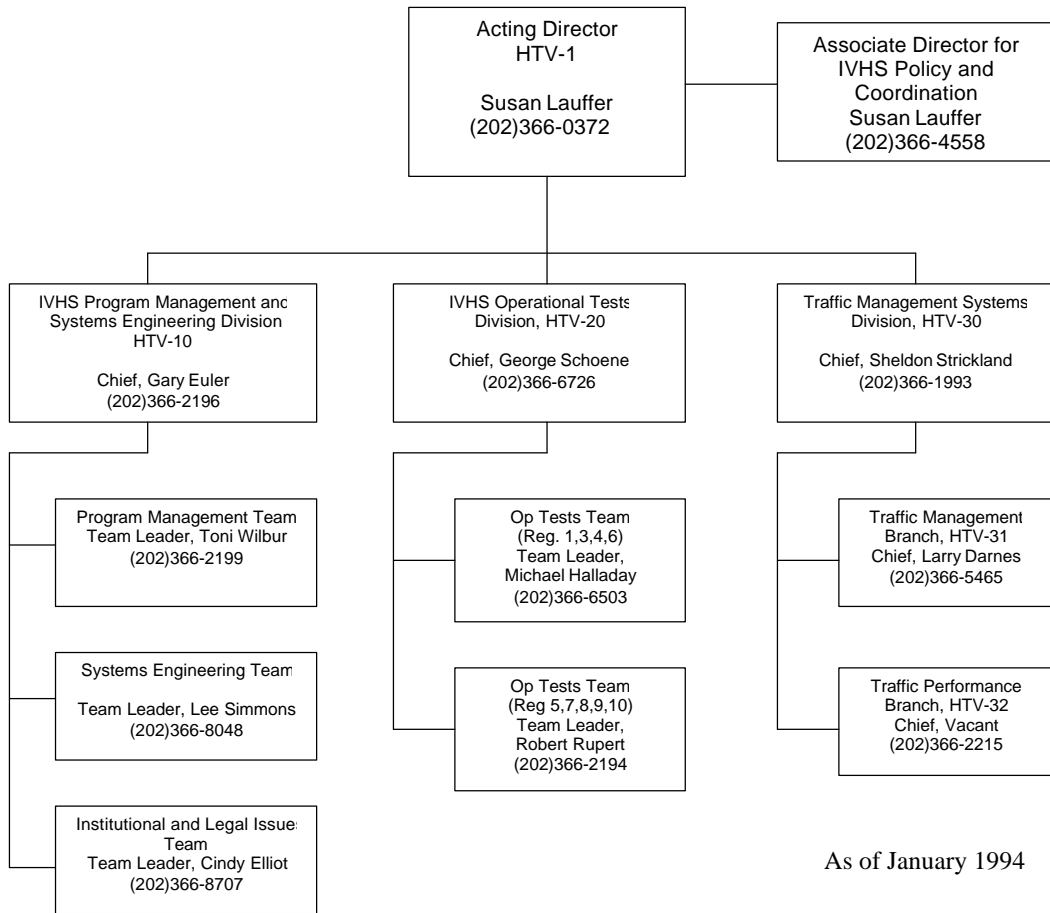 Acting Director
HTV-1
Susan Lauffer
(202)366-0372
Associate Director for
IVHS Policy and
Coordination
Susan Lauffer
(202)366-4558
IVHS Program Management and
Systems Engineering Division
HTV-10
Chief, Gary Euler
(202)366-2196
IVHS Operational Tests
Division, HTV-20
Chief, George Schoene
(202)366-6726
Traffic Management Systems
Division, HTV-30
Chief, Sheldon Strickland
(202)366-1993
Program Management Team
Team Leader, Toni Wilbur
(202)366-2199
Systems Engineering Team
Team Leader, Lee Simmons
(202)366-8048
Institutional and Legal Issues
Team
Team Leader, Cindy Elliot
(202)366-8707
Op Tests Team
(Reg. 1,3,4,6)
Team Leader,
Michael Halladay
(202)366-6503
Op Tests Team
(Reg 5,7,8,9,10)
Team Leader,
Robert Rupert
(202)366-2194
Traffic Management
Branch, HTV-31
Chief, Larry Darnes
(202)366-5465
Traffic Performance
Branch, HTV-32
Chief, Vacant
(202)366-2215
As of January 1994